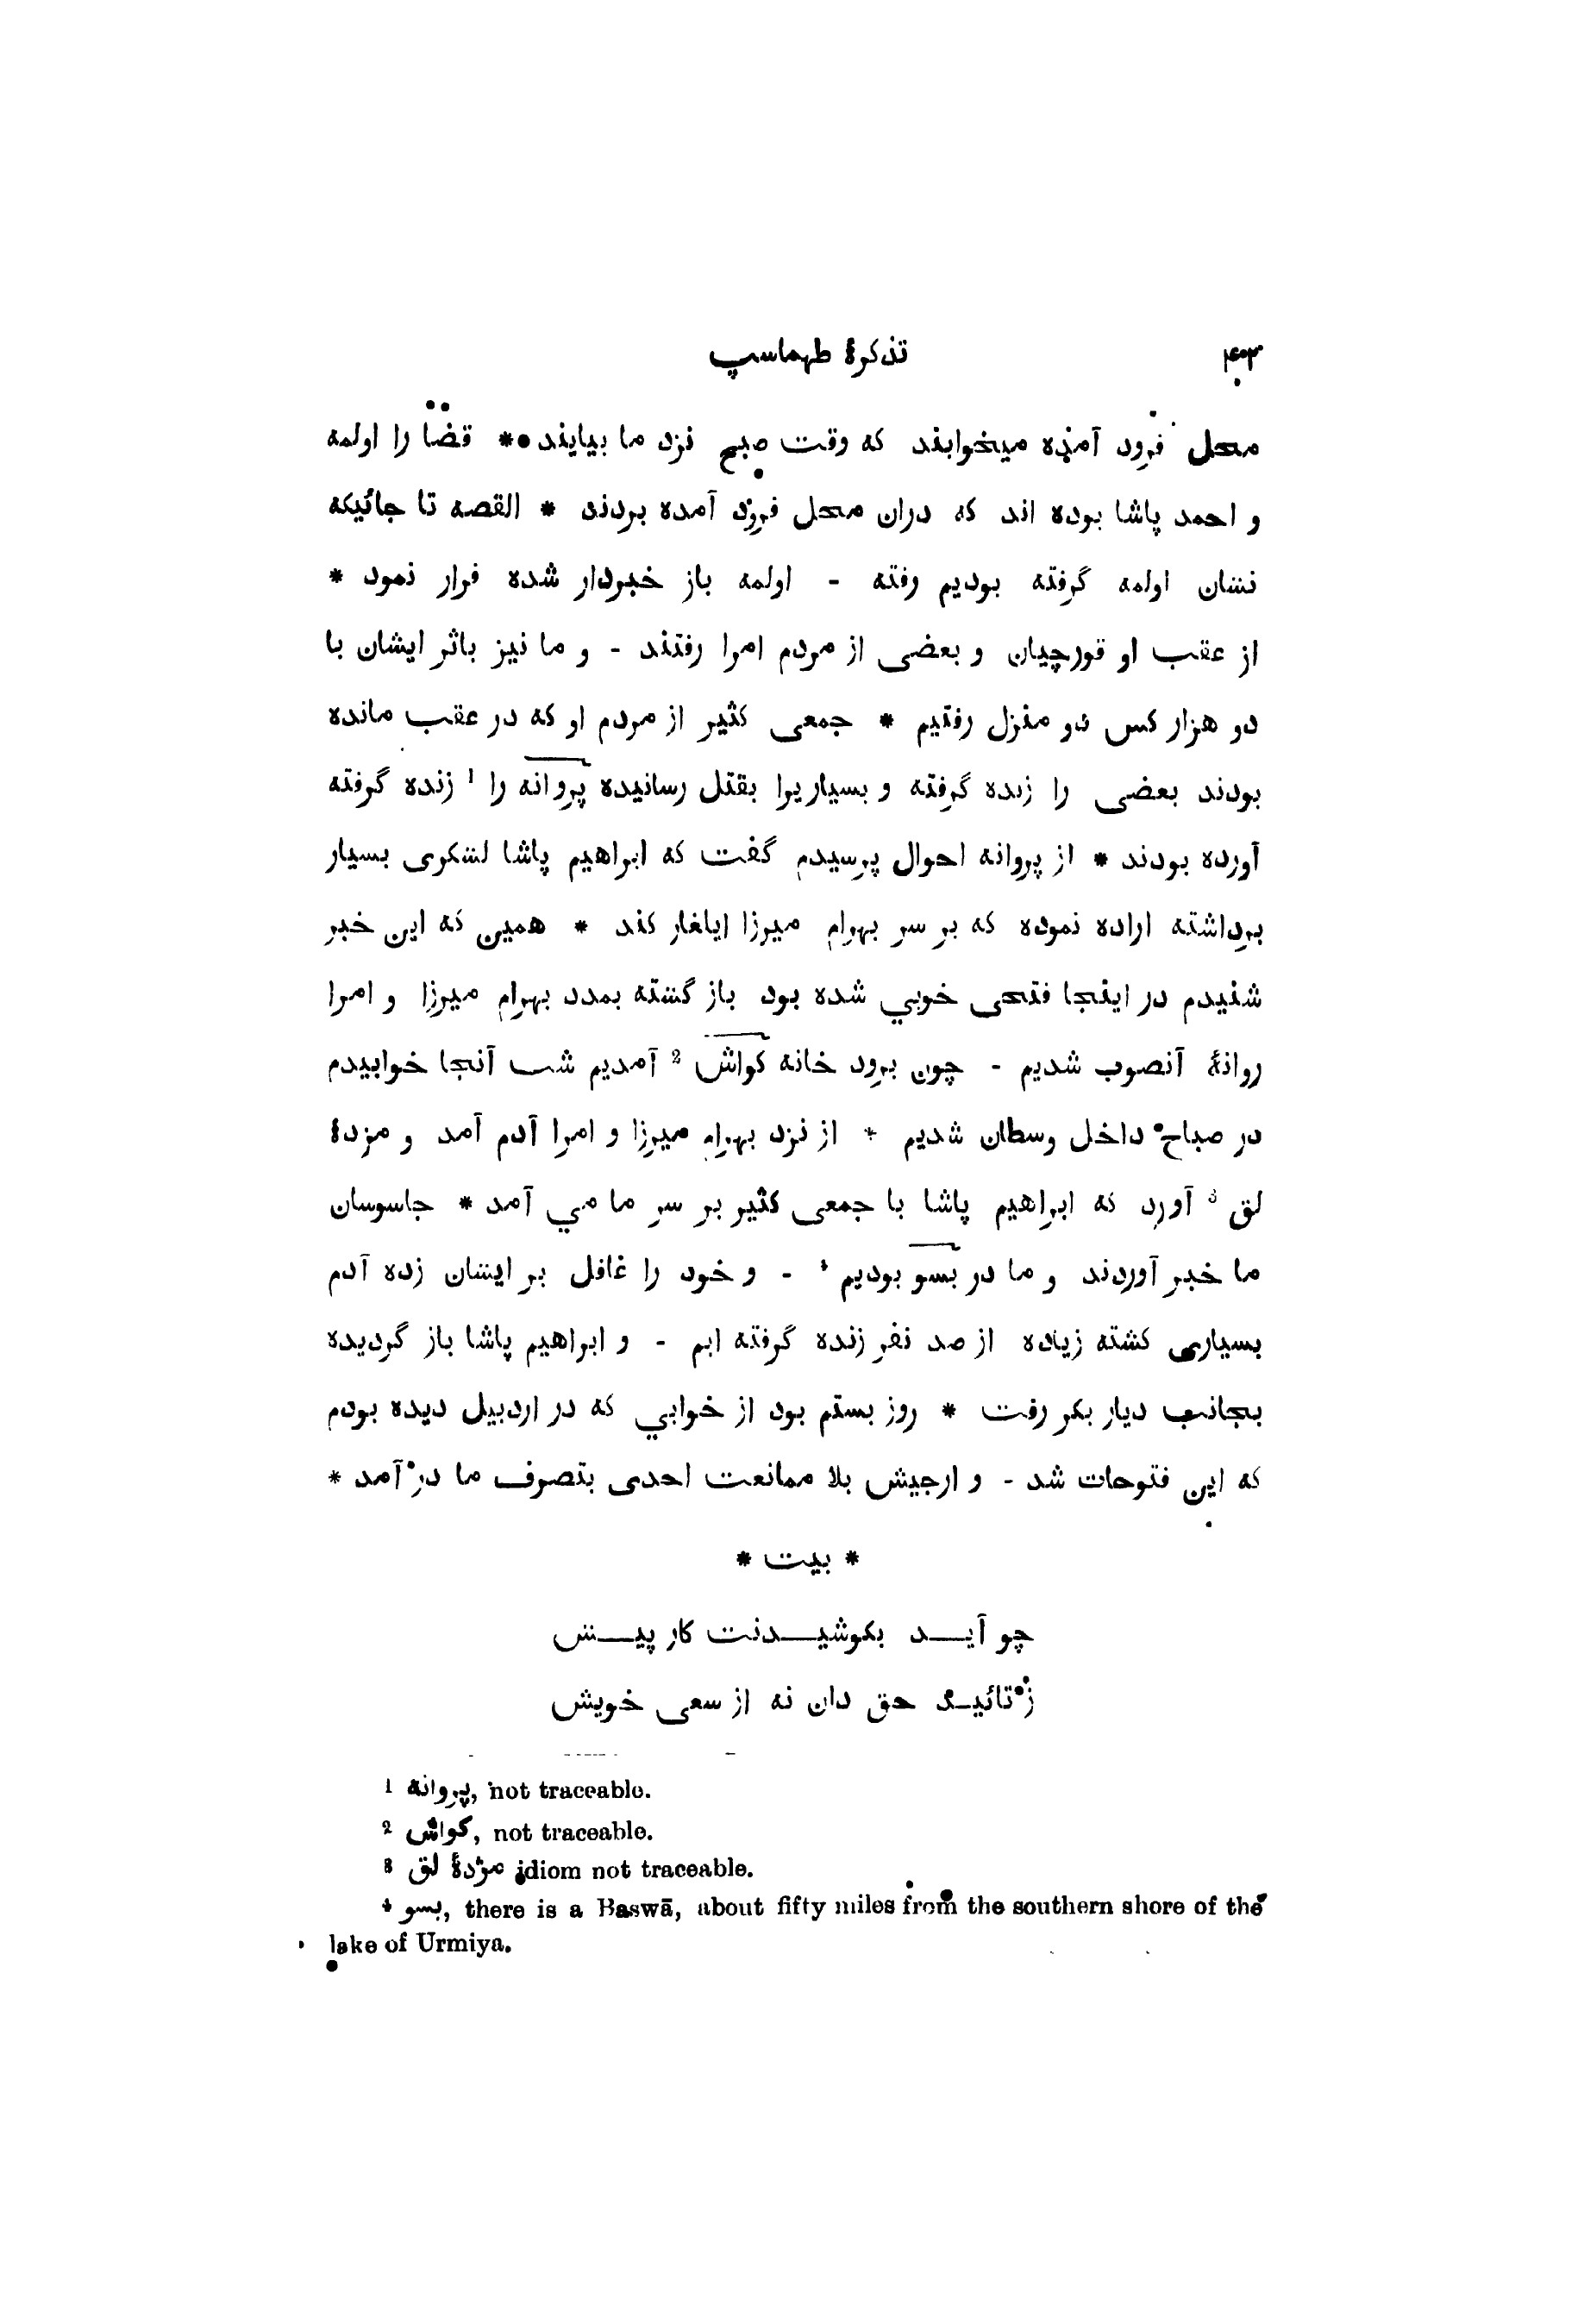 ۴۰۳ تذکرهٔ طهماسپ
محل فرود آمده میخوابند که وقت صبح نزد ما بیایند * قضا را اولمه
و احمد پاشا بوده اند که دران محل فرود آمده بردند * القصه تا جائیکه
نشان اولمه گرفته بودیم رفته - اولمه باز خبردار شده فرار نمود *
از عقب او قورچیان و بعضی از مردم امرا رفتند - و ما نیز باثر ایشان با
دو هزار کس دو منزل رفتیم * جمعی کثیر از مردم او که در عقب مانده
بودند بعضی را زنده گرفته و بسیاریرا بقتل رسانیده پروانه را 1 زنده گرفته
آورده بودند * از پروانه احوال پرسیدم گفت که ابراهیم پاشا لشکری بسیار
برداشته اراده نموده که بر سر بهرام میرزا ایلغار کند * همین که این خبر
شنیدم در اینجا فتحی خوبي شده بود باز گشته بمدد بهرام میرزا و امرا
روانهٔ آنصوب شدیم - چون برود خانه کواش 2 آمدیم شب آنجا خوابیدم
در صباح داخل وسطان شدیم * از نزد بهرام میرزا و امرا آدم آمد و مزدهٔ
لق 3 آورد که ابراهیم پاشا با جمعی کثیر بر سر ما مي آمد * جاسوسان
ما خبر آوردند و ما در بسو بودیم 4 - و خود را غافل بر ایشان زده آدم
بسیاری کشته زیاده از صد نفر زنده گرفته ایم - و ابراهیم پاشا باز گردیده
بجانب دیار بکر رفت * روز بستم بود از خوابي که در اردبیل دیده بودم
که این فتوحات شد - و ارجیش بلا ممانعت احدی بتصرف ما در آمد *
* بیت *
چو آیـــد بکوشیـــدنت کار پیـــش
ز تائیـــد حق دان نه از سعی خویش
1 پروانه, not traceable.
2 کواش, not traceable.
3 مژدهٔ لق idiom not traceable.
4 بسو, there is a Baswā, about fifty miles from the southern shore of the
lake of Urmiya.